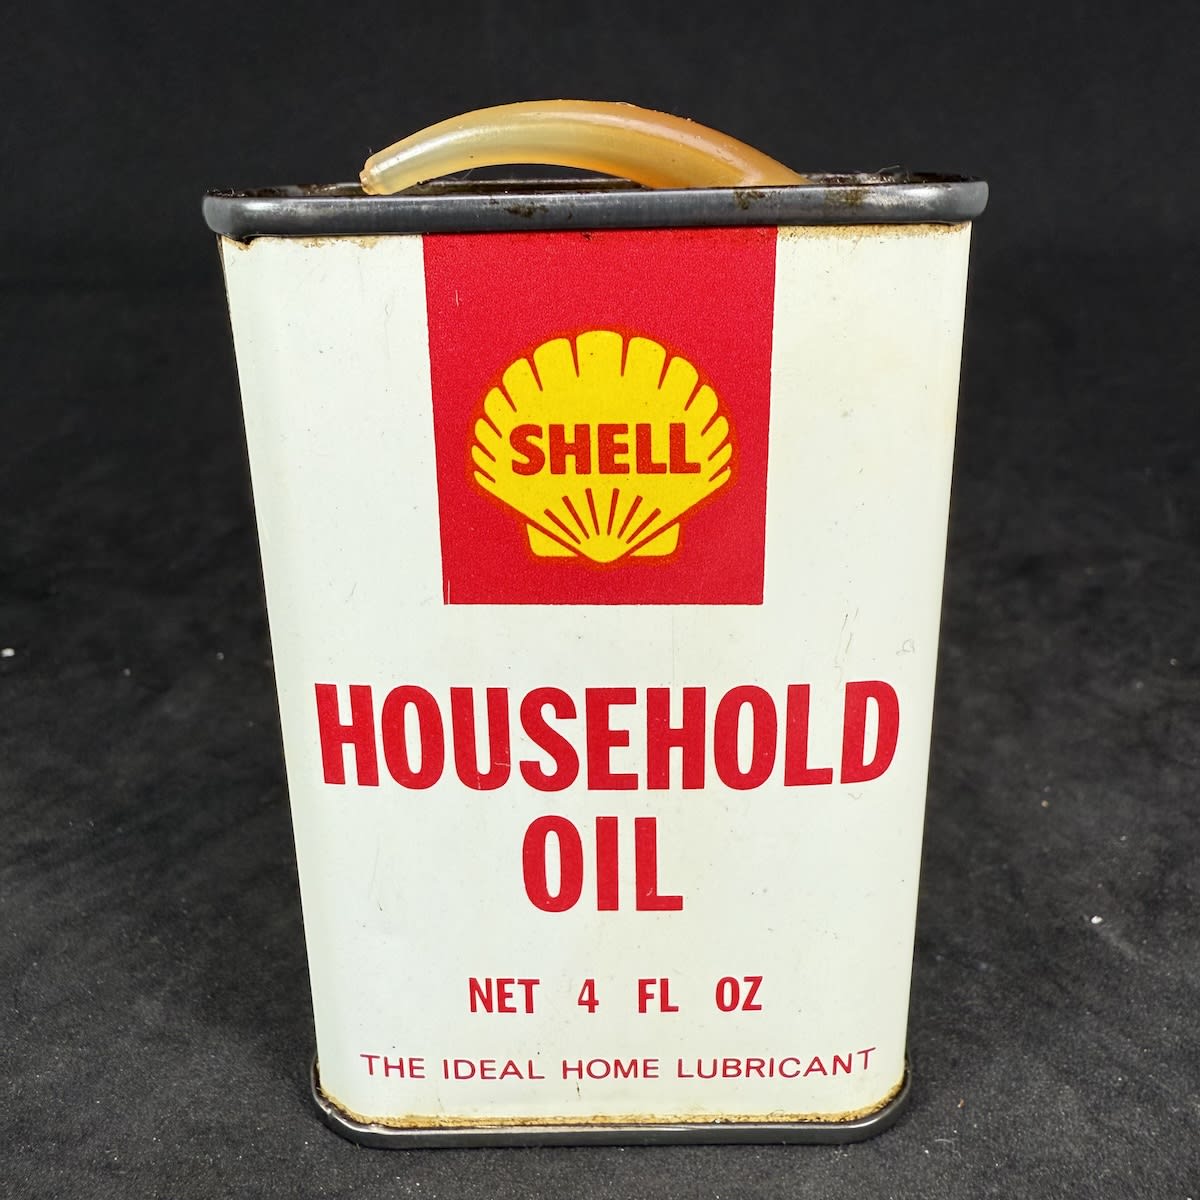 SHELL
HOUSEHOLD
OIL
NET 4 FL OZ
THE IDEAL HOME LUBRICANT